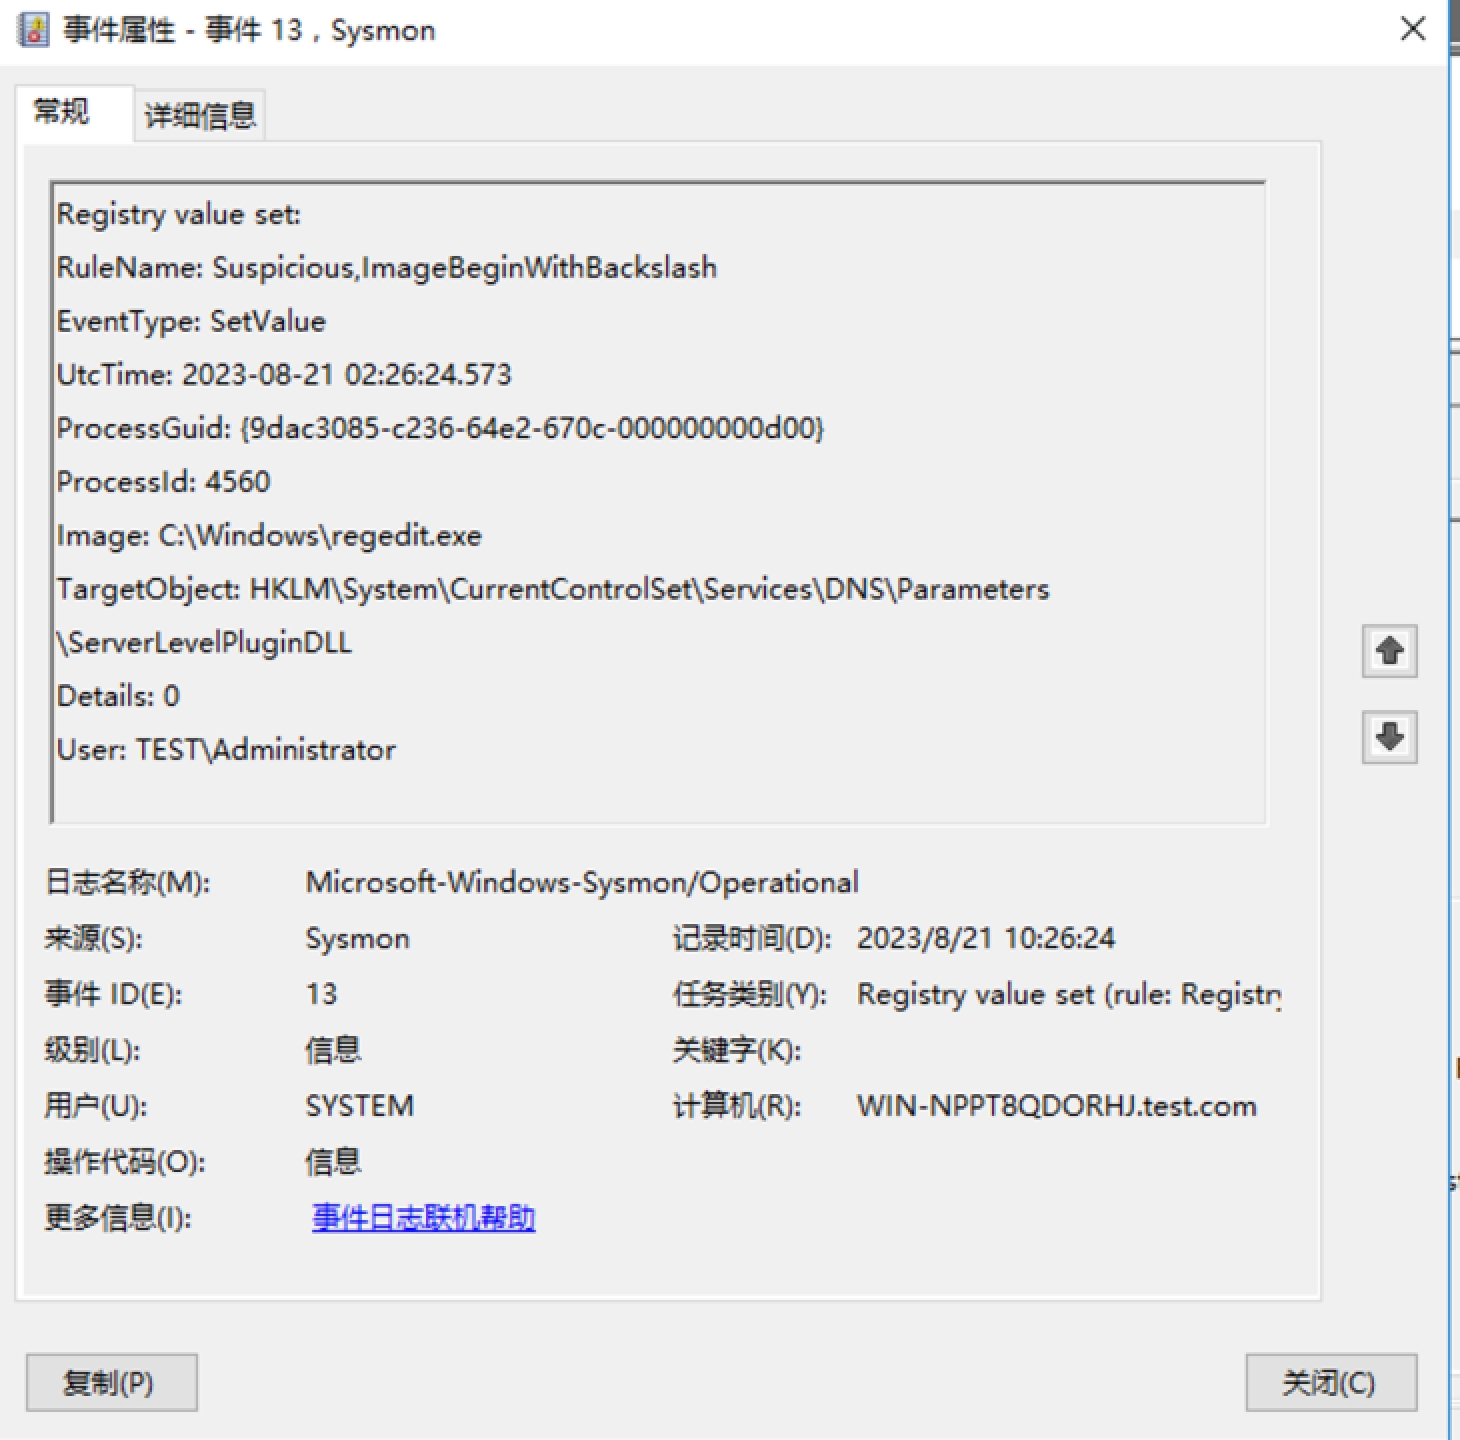 事件属性 - 事件 13，Sysmon
常规
详细信息
Registry value set:
RuleName: Suspicious,ImageBeginWithBackslash
EventType: SetValue
UtcTime: 2023-08-21 02:26:24.573
ProcessGuid: {9dac3085-c236-64e2-670c-000000000d00}
ProcessId: 4560
Image: C:\Windows\regedit.exe
TargetObject: HKLM\System\CurrentControlSet\Services\DNS\Parameters
\ServerLevelPluginDLL
Details: 0
User: TEST\Administrator
日志名称(M): Microsoft-Windows-Sysmon/Operational
来源(S): Sysmon 记录时间(D): 2023/8/21 10:26:24
事件 ID(E): 13 任务类别(Y): Registry value set (rule: Registry
级别(L): 信息 关键字(K):
用户(U): SYSTEM 计算机(R): WIN-NPPT8QDORHJ.test.com
操作代码(O): 信息
更多信息(I): 事件日志联机帮助
复制(P) 关闭(C)